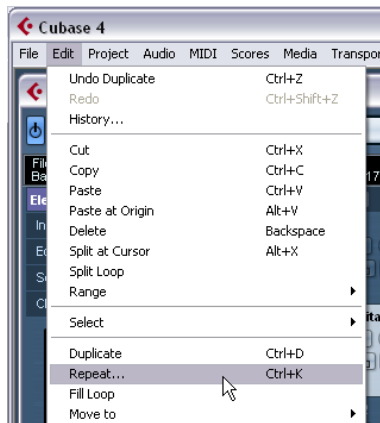 Cubase 4
File Edit Project Audio MIDI Scores Media
Undo Duplicate Ctrl+Z
Redo Ctrl+Shift+Z
History...
Cut Ctrl+X
Copy Ctrl+C
Paste Ctrl+V
Paste at Origin Alt+V
Delete Backspace
Split at Cursor Alt+X
Split Loop
Range
Select
Duplicate Ctrl+D
Repeat... Ctrl+K
Fill Loop
Move to